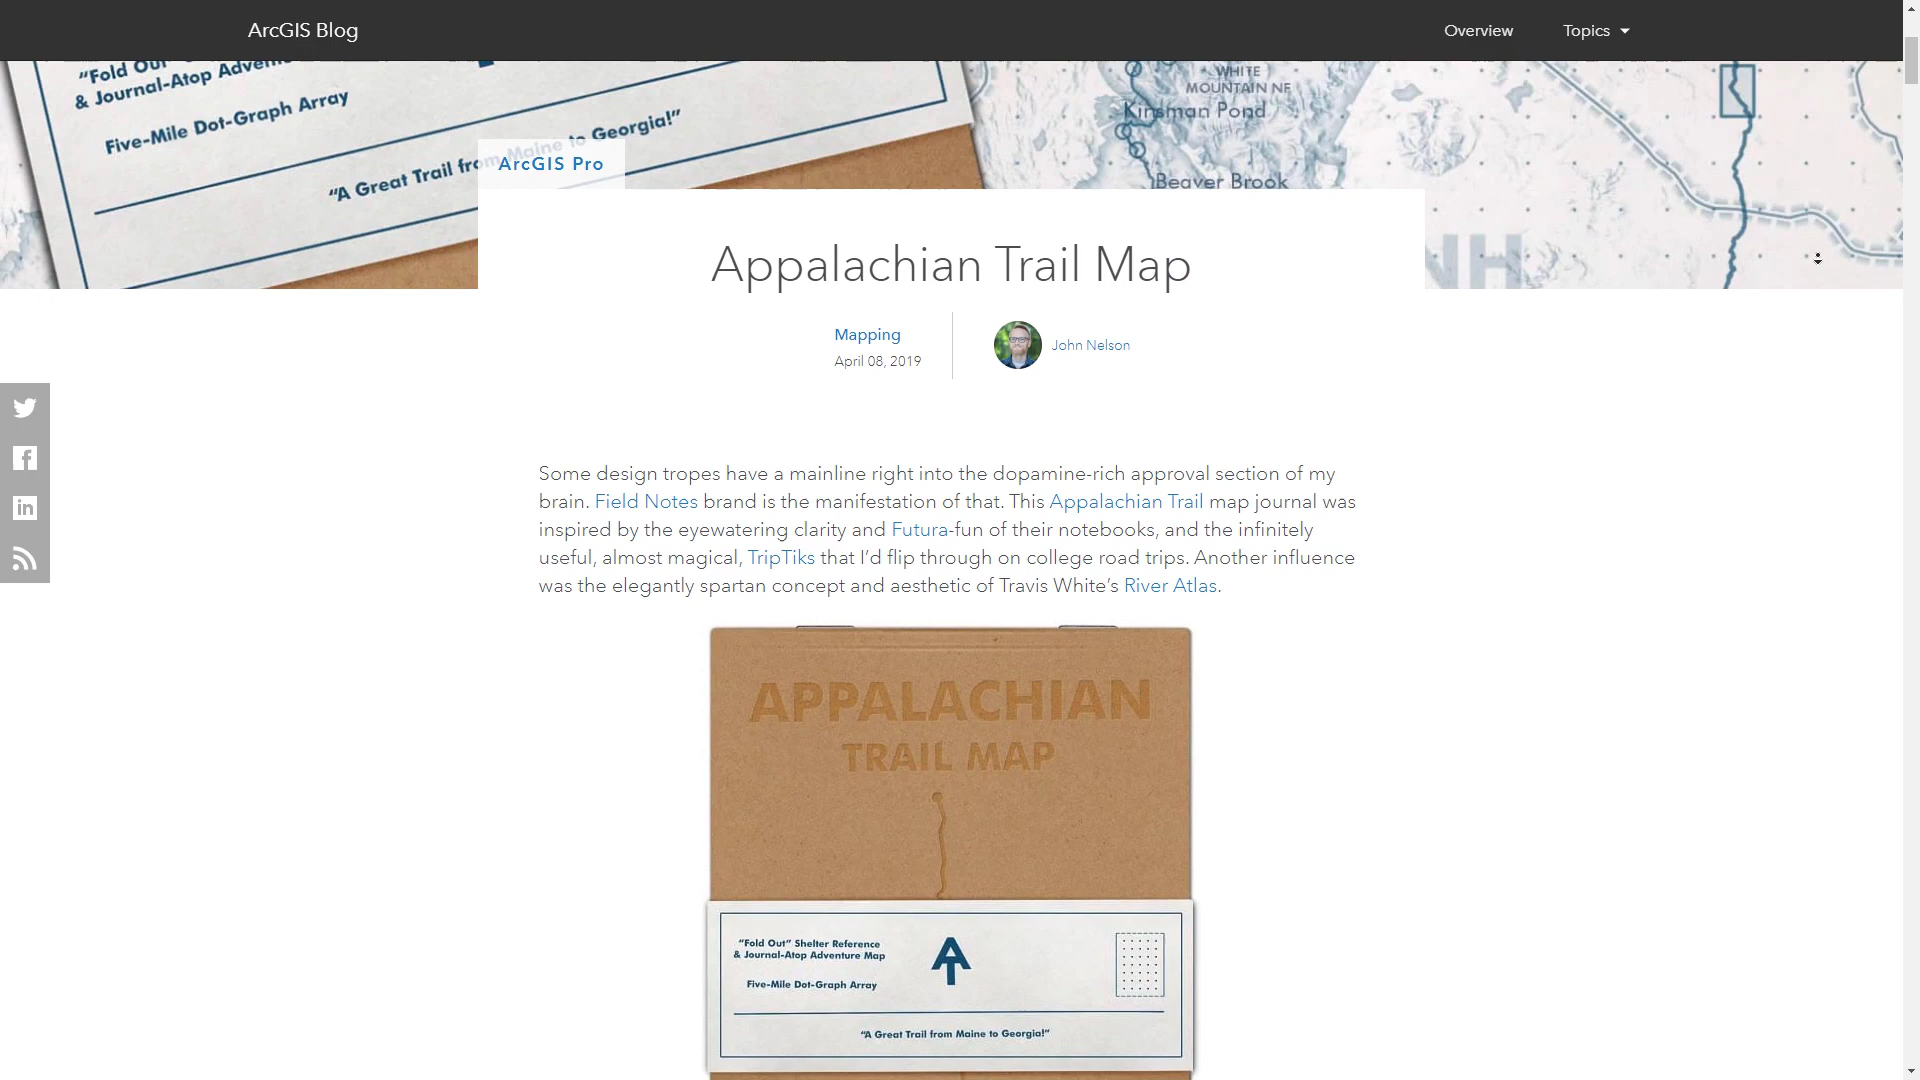 ArcGIS Blog
Overview
Topics
"Fold Out"
& Journal-Atop Adventure
Five-Mile Dot-Graph Array
"A Great Trail from Maine to Georgia!"
WHITE
MOUNTAIN NF
Kinsman Pond
Beaver Brook
NH
ArcGIS Pro
Appalachian Trail Map
Mapping
April 08, 2019
John Nelson
Some design tropes have a mainline right into the dopamine-rich approval section of my
brain. Field Notes brand is the manifestation of that. This Appalachian Trail map journal was
inspired by the eyewatering clarity and Futura-fun of their notebooks, and the infinitely
useful, almost magical, TripTiks that I’d flip through on college road trips. Another influence
was the elegantly spartan concept and aesthetic of Travis White’s River Atlas.
APPALACHIAN
TRAIL MAP
“Fold Out” Shelter Reference
& Journal-Atop Adventure Map
Five-Mile Dot-Graph Array
AT
“A Great Trail from Maine to Georgia!”